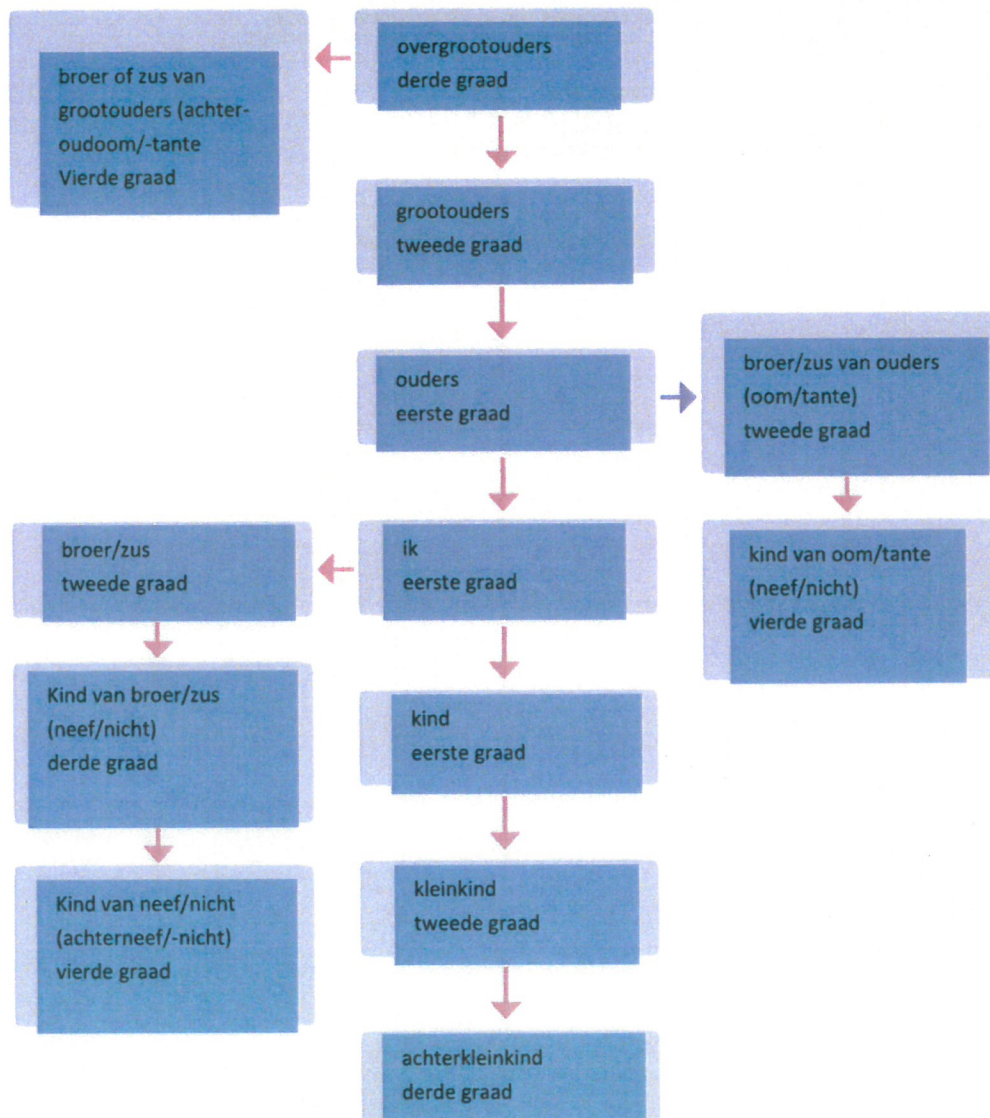 overgrootouders
derde graad
broer of zus van
grootouders (achter-
oudoom/-tante
Vierde graad
grootouders
tweede graad
ouders
eerste graad
broer/zus van ouders
(oom/tante)
tweede graad
broer/zus
tweede graad
ik
eerste graad
kind van oom/tante
(neef/nicht)
vierde graad
Kind van broer/zus
(neef/nicht)
derde graad
kind
eerste graad
Kind van neef/nicht
(achterneef/-nicht)
vierde graad
kleinkind
tweede graad
achterkleinkind
derde graad